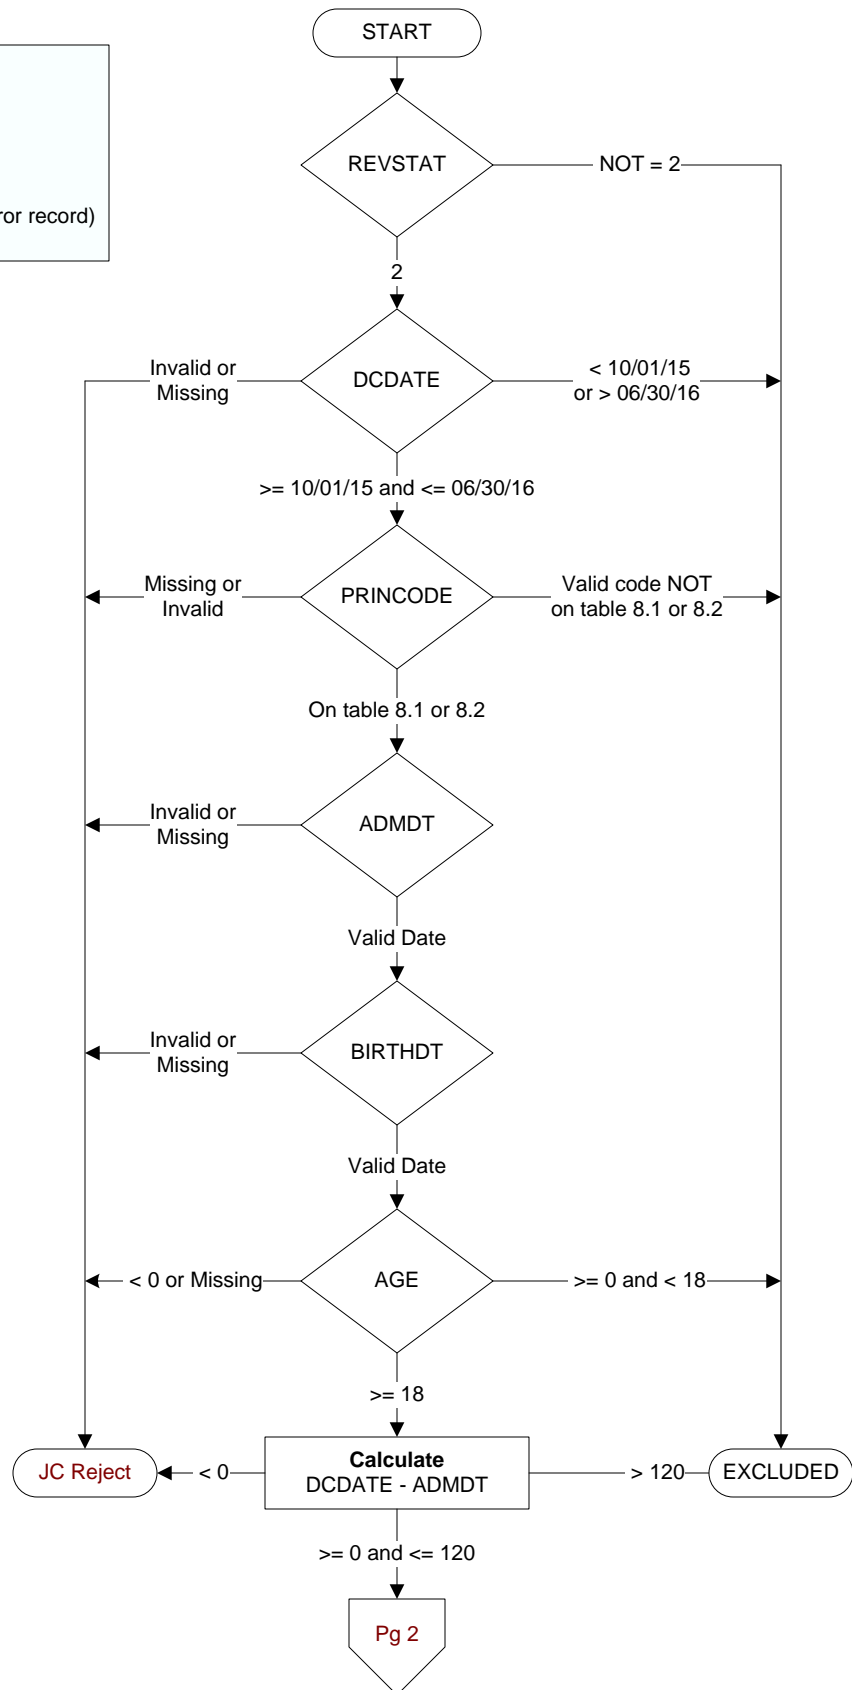 START
REVSTAT
NOT = 2
ror record)
2
Invalid or
Missing
DCDATE
< 10/01/15
or > 06/30/16
>= 10/01/15 and <= 06/30/16
Missing or
Invalid
PRINCODE
Valid code NOT
on table 8.1 or 8.2
On table 8.1 or 8.2
Invalid or
Missing
ADMDT
Valid Date
Invalid or
Missing
BIRTHDT
Valid Date
< 0 or Missing
AGE
>= 0 and < 18
>= 18
JC Reject
< 0
Calculate
DCDATE - ADMDT
> 120
EXCLUDED
>= 0 and <= 120
Pg 2